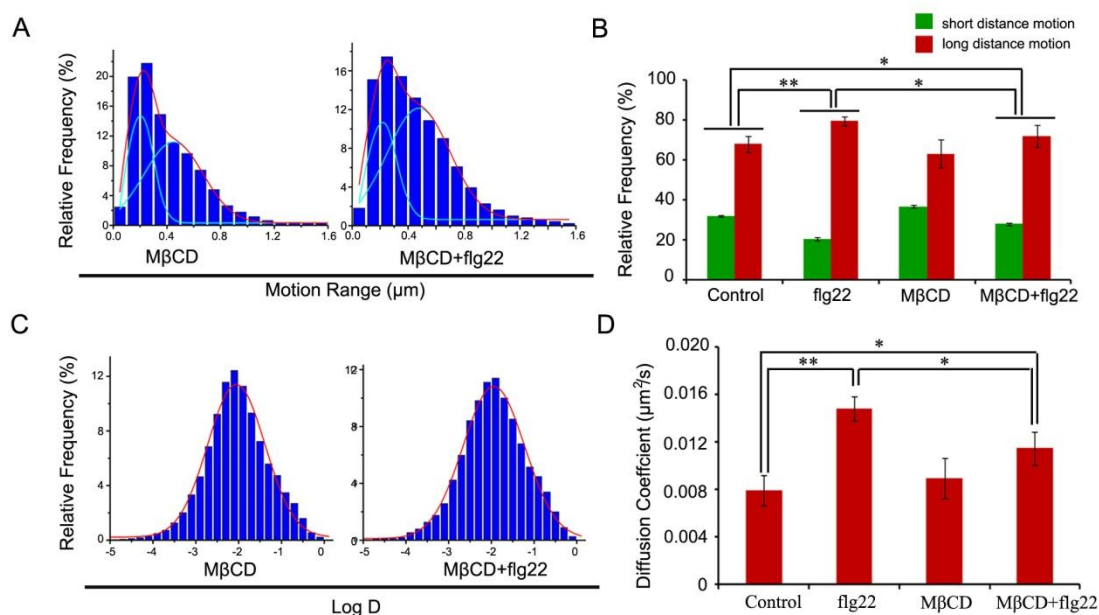 A
Relative Frequency (%)
20
16
12
8
4
0
0.0 0.4 0.8 1.2 1.6
MβCD
16
12
8
4
0
0.0 0.4 0.8 1.2 1.6
MβCD+flg22
Motion Range (μm)
B
short distance motion
long distance motion
Relative Frequency (%)
100
80
60
40
20
0
*
**
*
Control flg22 MβCD MβCD+flg22
C
Relative Frequency (%)
12
8
4
0
-5 -4 -3 -2 -1 0
MβCD
12
8
4
0
-5 -4 -3 -2 -1 0
MβCD+flg22
Log D
D
Diffusion Coeffcient (μm²/s)
0.020
0.016
0.012
0.008
0.004
0
*
**
*
Control flg22 MβCD MβCD+flg22